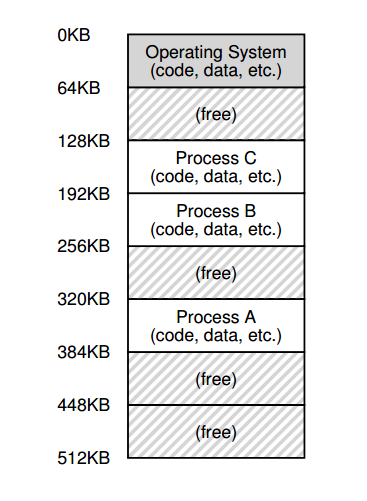 0KB
Operating System
(code, data, etc.)
64KB
(free)
128KB
Process C
(code, data, etc.)
192KB
Process B
(code, data, etc.)
256KB
(free)
320KB
Process A
(code, data, etc.)
384KB
(free)
448KB
(free)
512KB